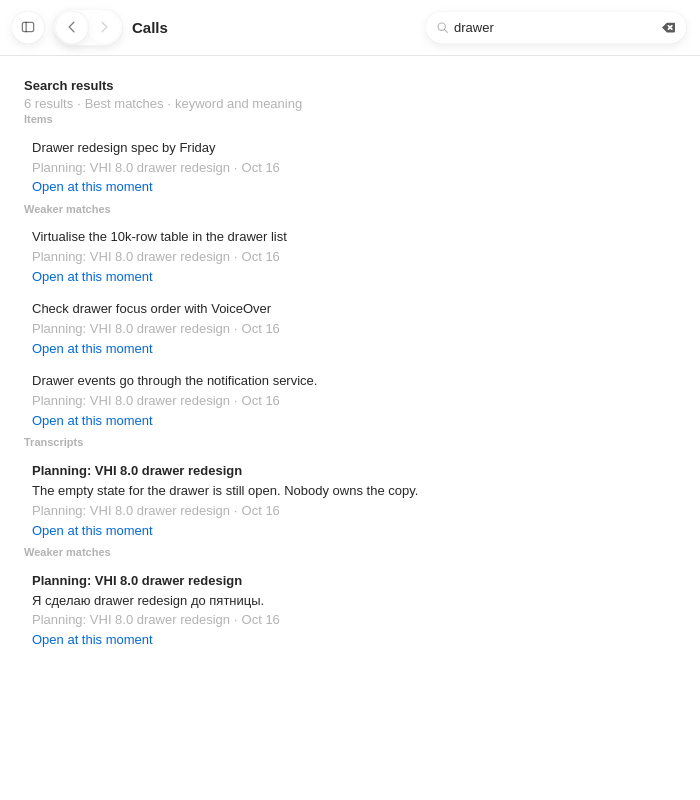 Calls
drawer
Search results
6 results · Best matches · keyword and meaning
Items
Drawer redesign spec by Friday
Planning: VHI 8.0 drawer redesign · Oct 16
Open at this moment
Weaker matches
Virtualise the 10k-row table in the drawer list
Planning: VHI 8.0 drawer redesign · Oct 16
Open at this moment
Check drawer focus order with VoiceOver
Planning: VHI 8.0 drawer redesign · Oct 16
Open at this moment
Drawer events go through the notification service.
Planning: VHI 8.0 drawer redesign · Oct 16
Open at this moment
Transcripts
Planning: VHI 8.0 drawer redesign
The empty state for the drawer is still open. Nobody owns the copy.
Planning: VHI 8.0 drawer redesign · Oct 16
Open at this moment
Weaker matches
Planning: VHI 8.0 drawer redesign
Я сделаю drawer redesign до пятницы.
Planning: VHI 8.0 drawer redesign · Oct 16
Open at this moment